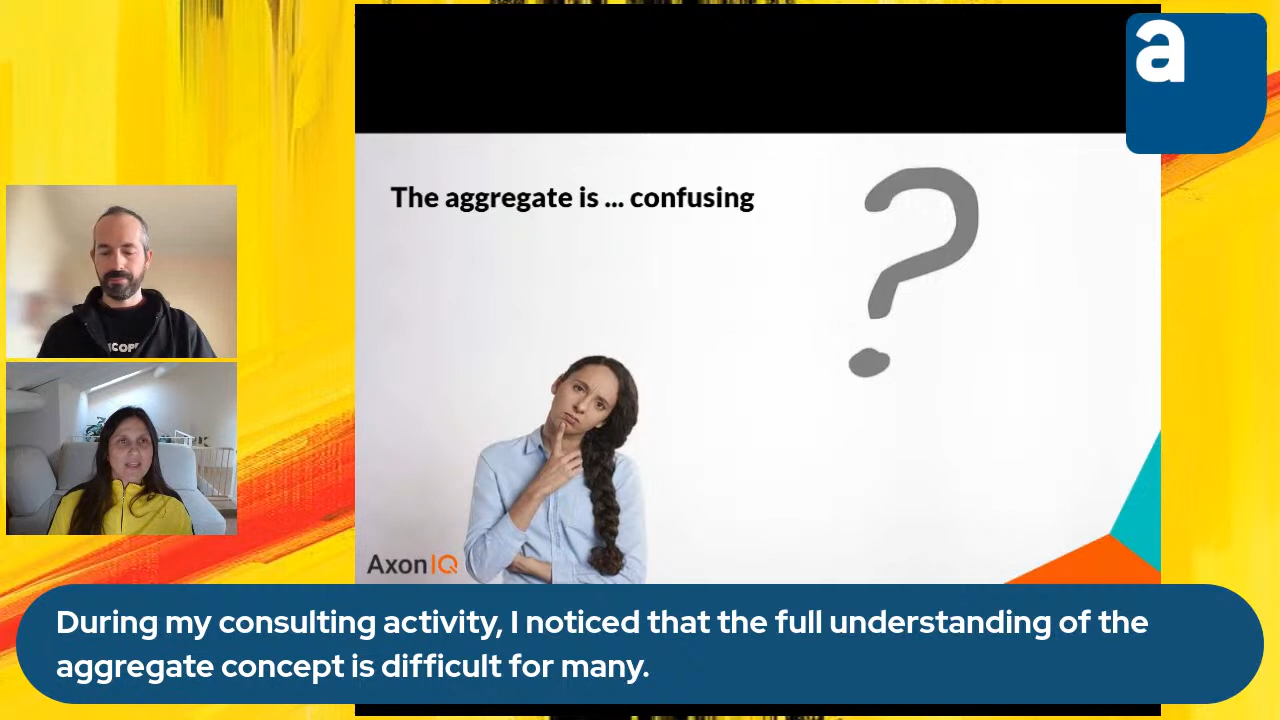 a
The aggregate is ... confusing
AxonIQ
During my consulting activity, I noticed that the full understanding of the
aggregate concept is difficult for many.